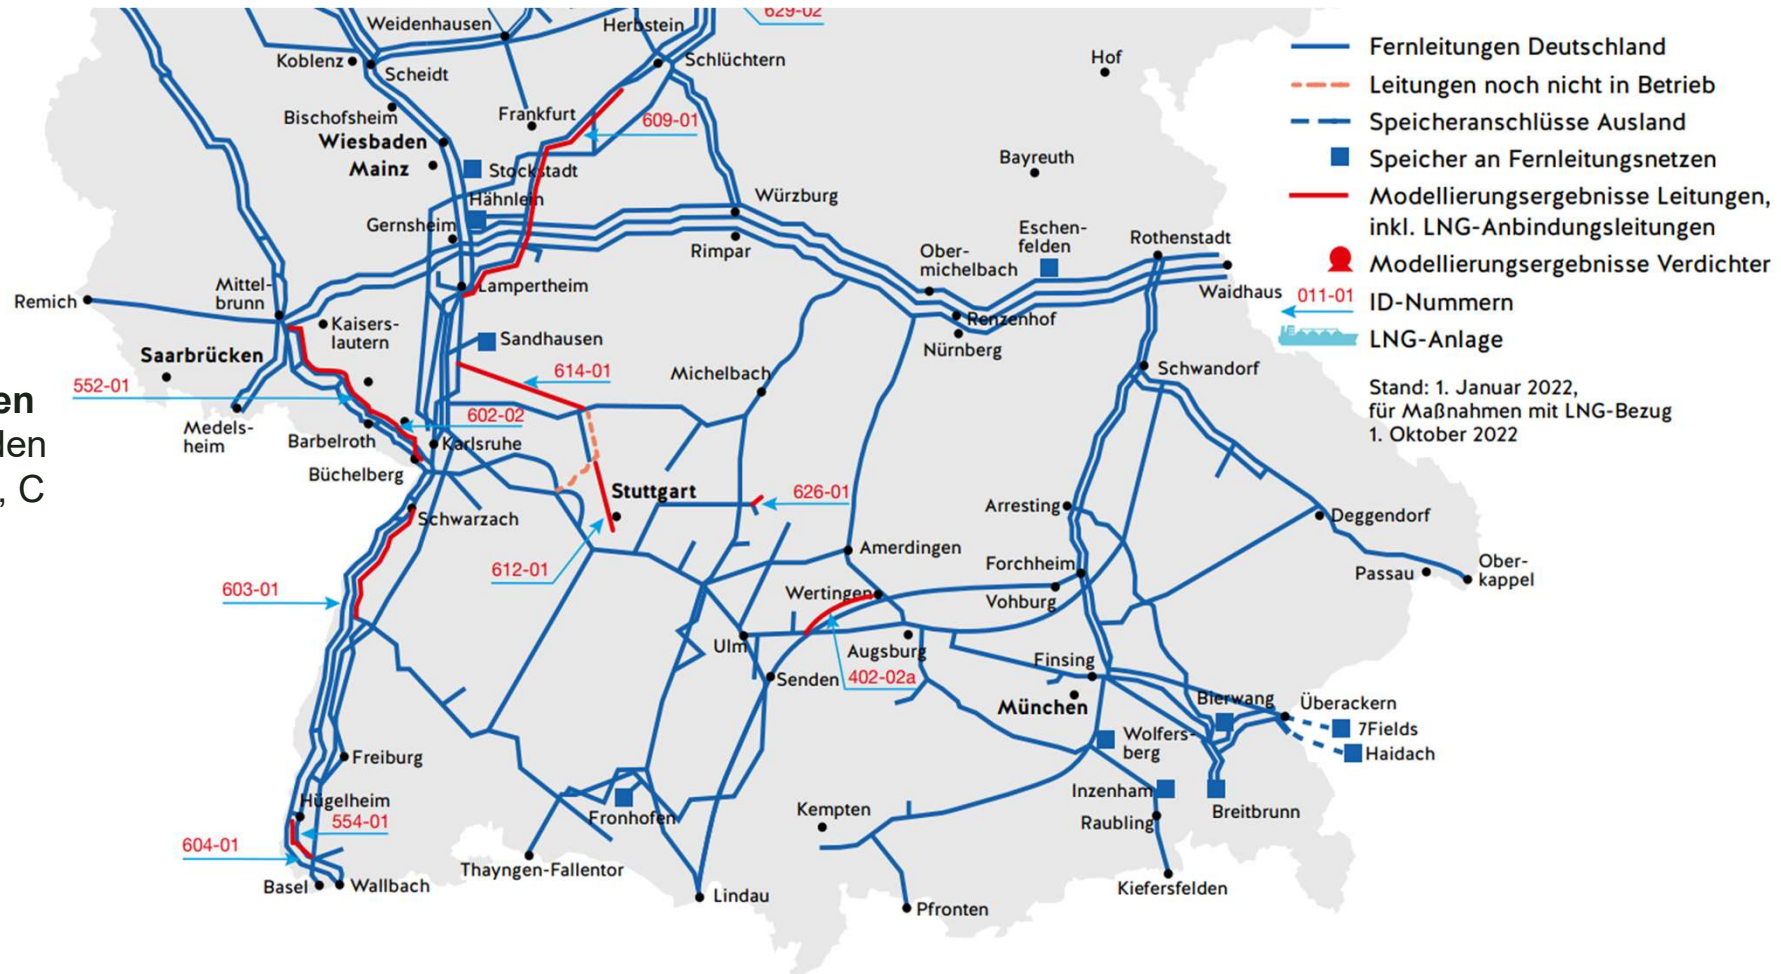 629-02
Weidenhausen
Herbstein
Koblenz
Scheidt
Schlüchtern
Hof
Bischofsheim
Frankfurt
609-01
Wiesbaden
Mainz
Stockstadt
Bayreuth
Hähnlein
Würzburg
Gernsheim
Rimpar
Eschen-
felden
Ober-
michelbach
Rothenstadt
Waidhaus
Mittel-
brunn
Lampertheim
Remich
Kaisers-
lautern
Renzenhof
Nürnberg
Sandhausen
Saarbrücken
614-01
Michelbach
Schwandorf
552-01
602-02
en
Medels-
heim
Barbelroth
Karlsruhe
den
Büchelberg
, C
Stuttgart
626-01
Schwarzach
Arresting
Deggendorf
Amerdingen
Forchheim
Passau
Ober-
kappel
612-01
603-01
Wertingen
Vohburg
Ulm
Augsburg
Finsing
Senden
402-02a
München
Bierwang
Überackern
7Fields
Haidach
Wolfers-
berg
Freiburg
Inzenham
Breitbrunn
Hügelheim
554-01
Fronhofen
Kempten
Raubling
604-01
Thayngen-Fallentor
Basel
Wallbach
Lindau
Pfronten
Kiefersfelden
Fernleitungen Deutschland
Leitungen noch nicht in Betrieb
Speicheranschlüsse Ausland
Speicher an Fernleitungsnetzen
Modellierungsergebnisse Leitungen,
inkl. LNG-Anbindungsleitungen
Modellierungsergebnisse Verdichter
011-01 ID-Nummern
LNG-Anlage
Stand: 1. Januar 2022,
für Maßnahmen mit LNG-Bezug
1. Oktober 2022